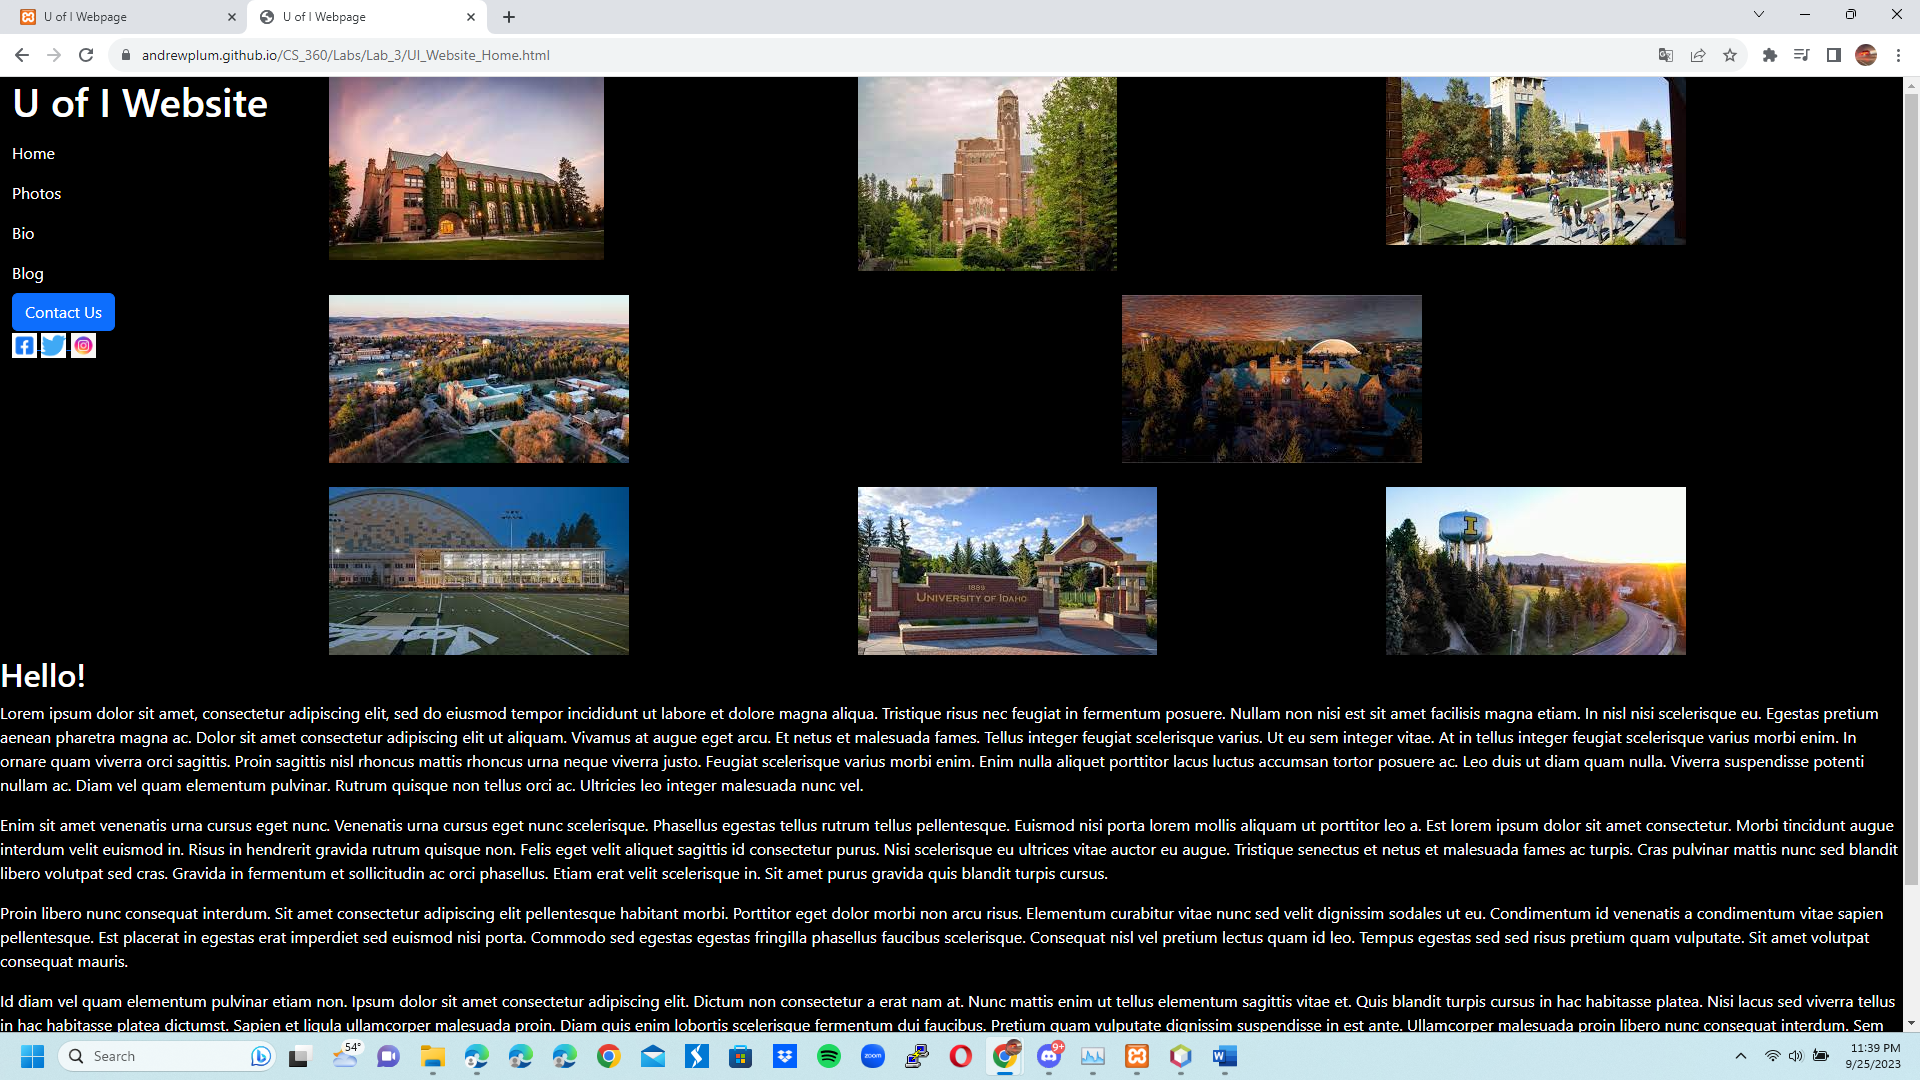 U of I Webpage
U of I Webpage
andrewplum.github.io/CS_360/Labs/Lab_3/UI_Website_Home.html
U of I Website
Home
Photos
Bio
Blog
Contact Us
I
I
1889
UNIVERSITY OF IDAHO
Hello!
Lorem ipsum dolor sit amet, consectetur adipiscing elit, sed do eiusmod tempor incididunt ut labore et dolore magna aliqua. Tristique risus nec feugiat in fermentum posuere. Nullam non nisi est sit amet facilisis magna etiam. In nisl nisi scelerisque eu. Egestas pretium
aenean pharetra magna ac. Dolor sit amet consectetur adipiscing elit ut aliquam. Vivamus at augue eget arcu. Et netus et malesuada fames. Tellus integer feugiat scelerisque varius. Ut eu sem integer vitae. At in tellus integer feugiat scelerisque varius morbi enim. In
ornare quam viverra orci sagittis. Proin sagittis nisl rhoncus mattis rhoncus urna neque viverra justo. Feugiat scelerisque varius morbi enim. Enim nulla aliquet porttitor lacus luctus accumsan tortor posuere ac. Leo duis ut diam quam nulla. Viverra suspendisse potenti
nullam ac. Diam vel quam elementum pulvinar. Rutrum quisque non tellus orci ac. Ultricies leo integer malesuada nunc vel.
Enim sit amet venenatis urna cursus eget nunc. Venenatis urna cursus eget nunc scelerisque. Phasellus egestas tellus rutrum tellus pellentesque. Euismod nisi porta lorem mollis aliquam ut porttitor leo a. Est lorem ipsum dolor sit amet consectetur. Morbi tincidunt augue
interdum velit euismod in. Risus in hendrerit gravida rutrum quisque non. Felis eget velit aliquet sagittis id consectetur purus. Nisi scelerisque eu ultrices vitae auctor eu augue. Tristique senectus et netus et malesuada fames ac turpis. Cras pulvinar mattis nunc sed blandit
libero volutpat sed cras. Gravida in fermentum et sollicitudin ac orci phasellus. Etiam erat velit scelerisque in. Sit amet purus gravida quis blandit turpis cursus.
Proin libero nunc consequat interdum. Sit amet consectetur adipiscing elit pellentesque habitant morbi. Porttitor eget dolor morbi non arcu risus. Elementum curabitur vitae nunc sed velit dignissim sodales ut eu. Condimentum id venenatis a condimentum vitae sapien
pellentesque. Est placerat in egestas erat imperdiet sed euismod nisi porta. Commodo sed egestas egestas fringilla phasellus faucibus scelerisque. Consequat nisl vel pretium lectus quam id leo. Tempus egestas sed sed risus pretium quam vulputate. Sit amet volutpat
consequat mauris.
Id diam vel quam elementum pulvinar etiam non. Ipsum dolor sit amet consectetur adipiscing elit. Dictum non consectetur a erat nam at. Nunc mattis enim ut tellus elementum sagittis vitae et. Quis blandit turpis cursus in hac habitasse platea. Nisi lacus sed viverra tellus
in hac habitasse platea dictumst. Sapien et ligula ullamcorper malesuada proin. Diam quis enim lobortis scelerisque fermentum dui faucibus. Pretium quam vulputate dignissim suspendisse in est ante. Ullamcorper malesuada proin libero nunc consequat interdum. Sem
Search
54°
zoom
9+
11:39 PM
9/25/2023